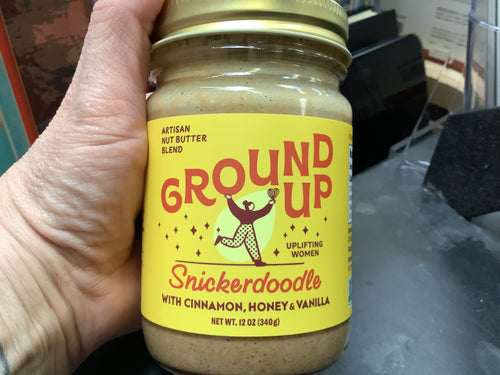 ARTISAN
NUT BUTTER
BLEND
GROUND
UP
UPLIFTING
WOMEN
Snickerdoodle
WITH CINNAMON, HONEY & VANILLA
NET WT. 12 OZ (340g)